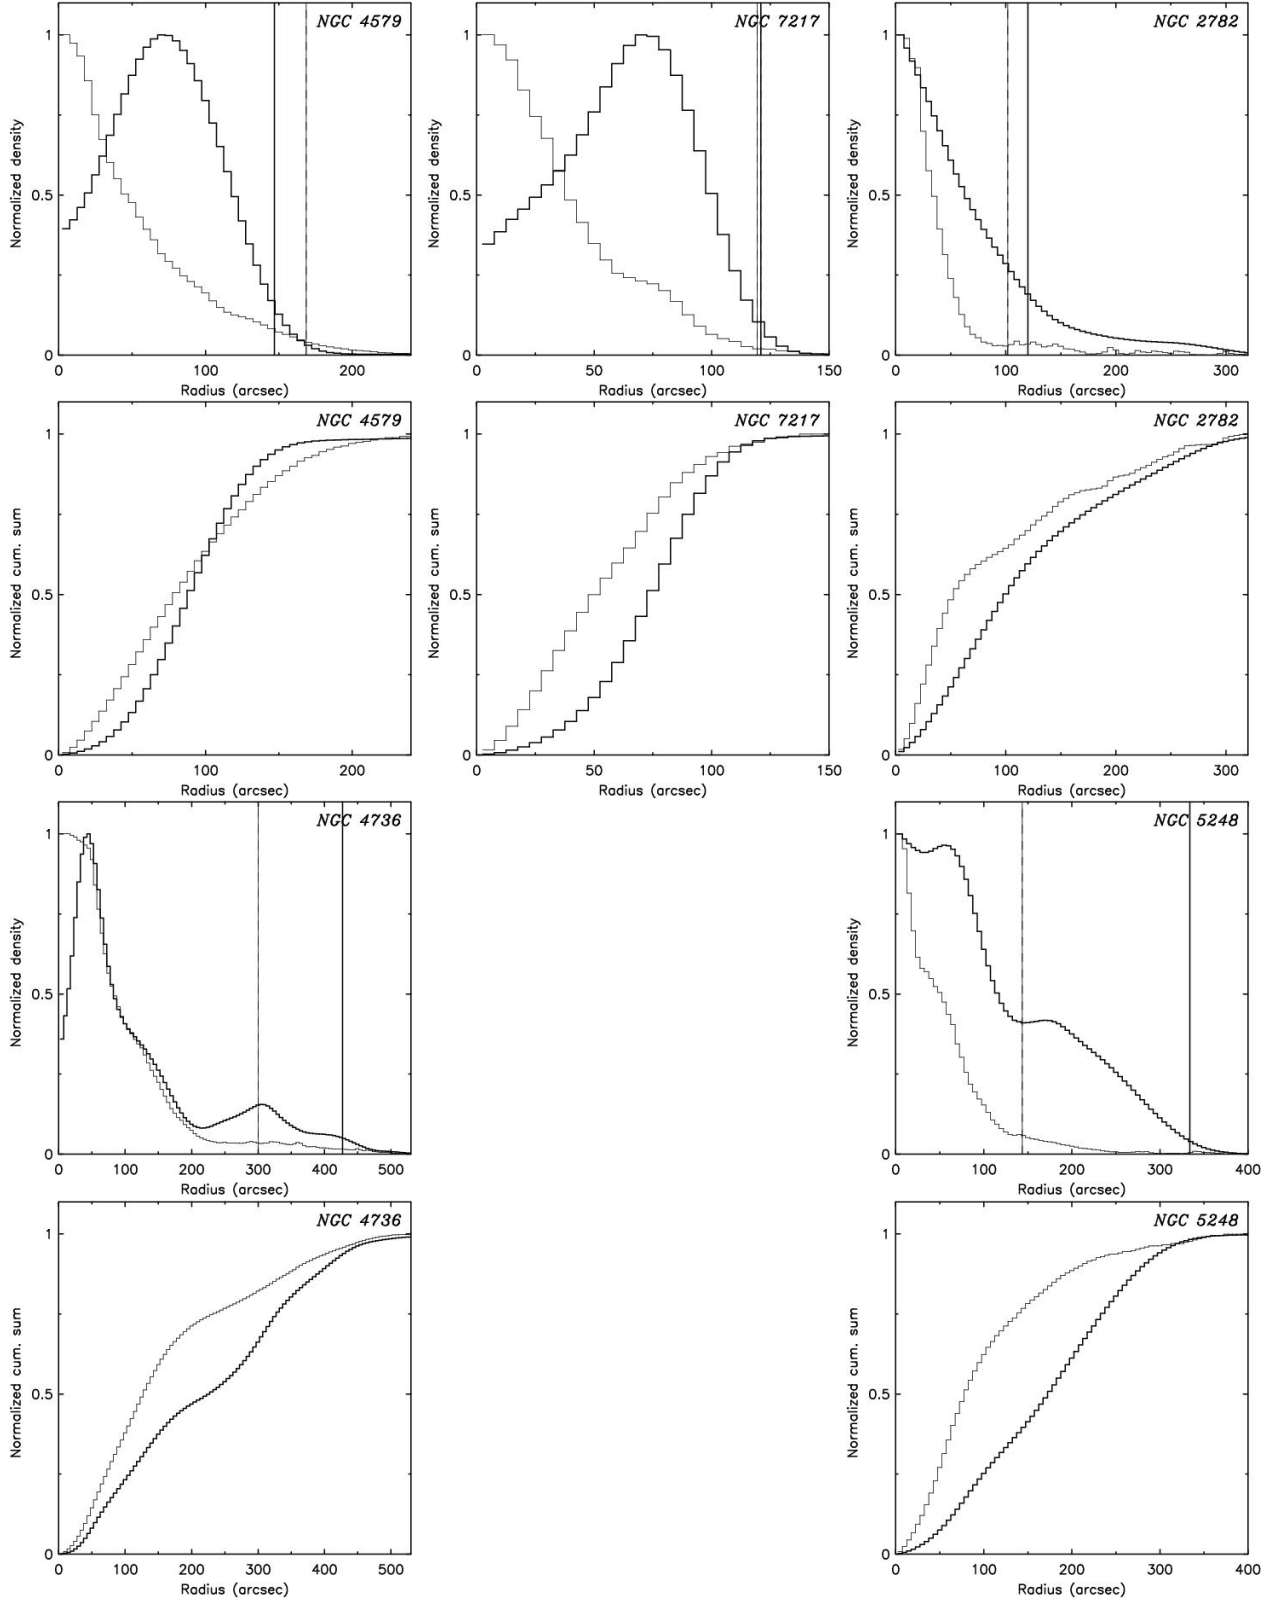 NGC 4579
1
0.5
0
Normalized density
0 100 200
Radius (arcsec)
NGC 7217
1
0.5
0
Normalized density
0 50 100 150
Radius (arcsec)
NGC 2782
1
0.5
0
Normalized density
0 100 200 300
Radius (arcsec)
NGC 4579
1
0.5
0
Normalized cum. sum
0 100 200
Radius (arcsec)
NGC 7217
1
0.5
0
Normalized cum. sum
0 50 100 150
Radius (arcsec)
NGC 2782
1
0.5
0
Normalized cum. sum
0 100 200 300
Radius (arcsec)
NGC 4736
1
0.5
0
Normalized density
0 100 200 300 400 500
Radius (arcsec)
NGC 5248
1
0.5
0
Normalized density
0 100 200 300 400
Radius (arcsec)
NGC 4736
1
0.5
0
Normalized cum. sum
0 100 200 300 400 500
Radius (arcsec)
NGC 5248
1
0.5
0
Normalized cum. sum
0 100 200 300 400
Radius (arcsec)